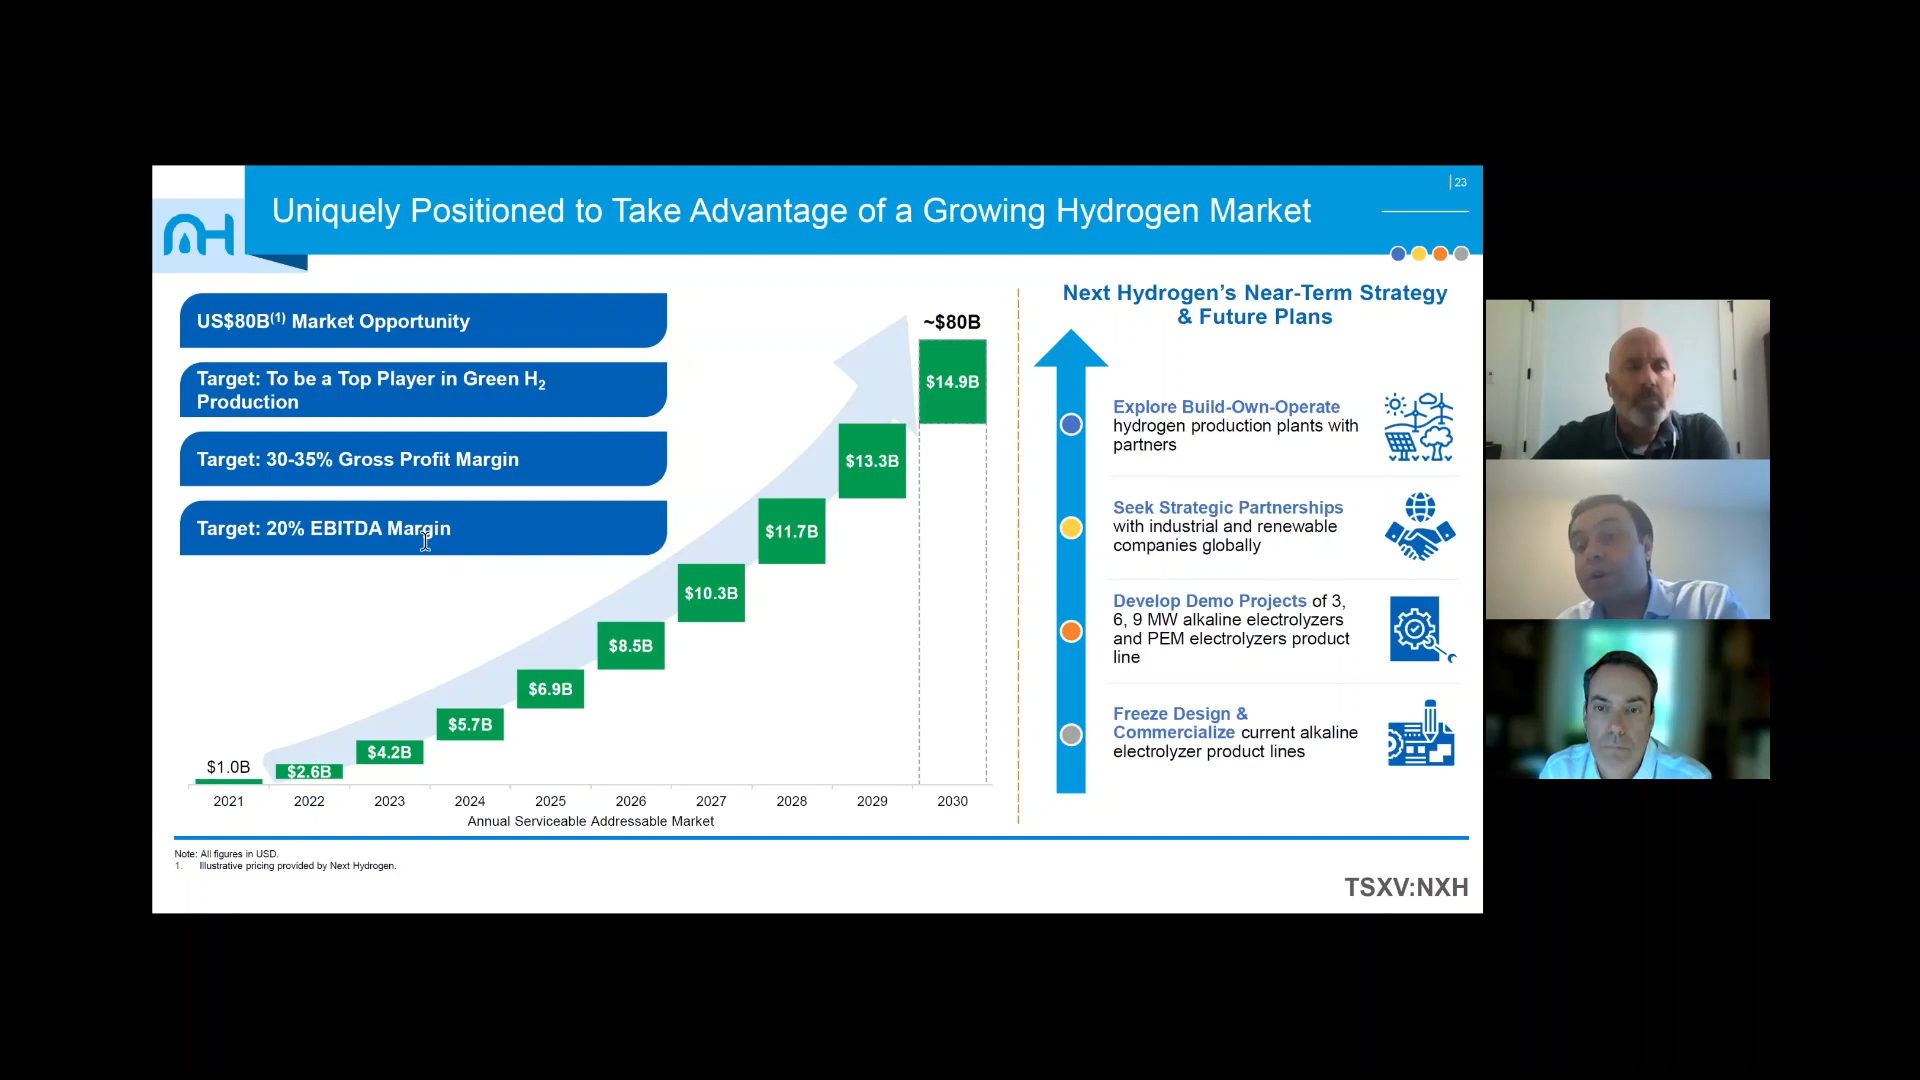 23
Uniquely Positioned to Take Advantage of a Growing Hydrogen Market
US$80B(1) Market Opportunity
Target: To be a Top Player in Green H2
Production
Target: 30-35% Gross Profit Margin
Target: 20% EBITDA Margin
~$80B
$14.9B
$13.3B
$11.7B
$10.3B
$8.5B
$6.9B
$5.7B
$4.2B
$2.6B
$1.0B
2021 2022 2023 2024 2025 2026 2027 2028 2029 2030
Annual Serviceable Addressable Market
Next Hydrogen’s Near-Term Strategy
& Future Plans
Explore Build-Own-Operate
hydrogen production plants with
partners
Seek Strategic Partnerships
with industrial and renewable
companies globally
Develop Demo Projects of 3,
6, 9 MW alkaline electrolyzers
and PEM electrolyzers product
line
Freeze Design &
Commercialize current alkaline
electrolyzer product lines
Note: All figures in USD.
1. Illustrative pricing provided by Next Hydrogen.
TSXV:NXH